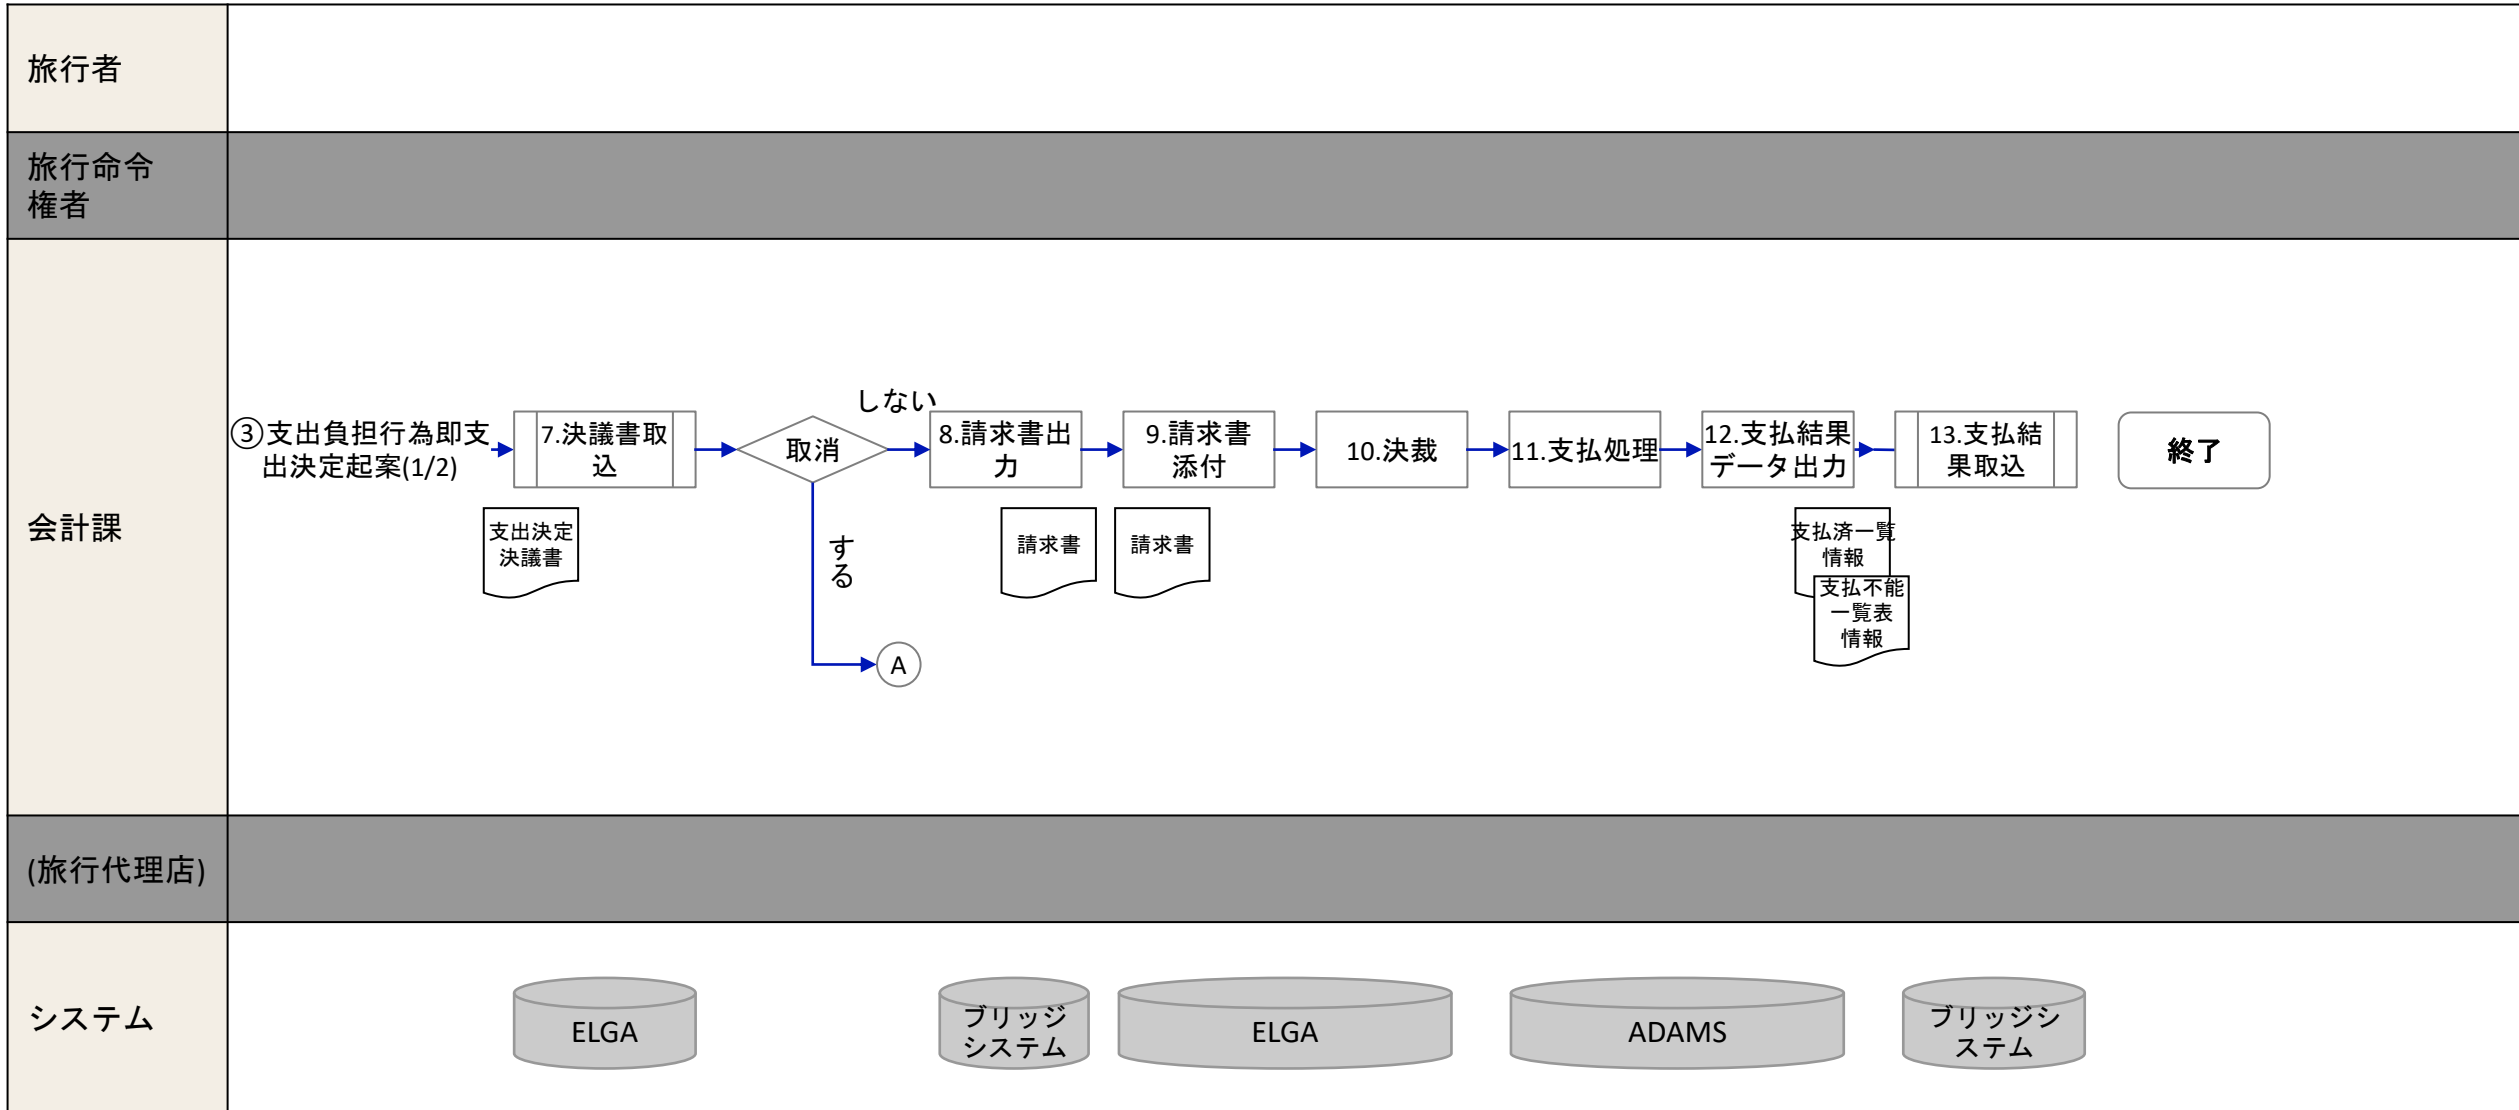 旅行者
旅行命令
権者
会計課
③支出負担行為即支
出決定起案(1/2)
7.決議書取
込
支出決定
決議書
取消
しない
する
A
8.請求書出
力
請求書
9.請求書
添付
請求書
10.決裁
11.支払処理
12.支払結果
データ出力
支払済一覧
情報
支払不能
一覧表
情報
13.支払結
果取込
終了
(旅行代理店)
システム
ELGA
ブリッジ
システム
ELGA
ADAMS
ブリッジシ
ステム